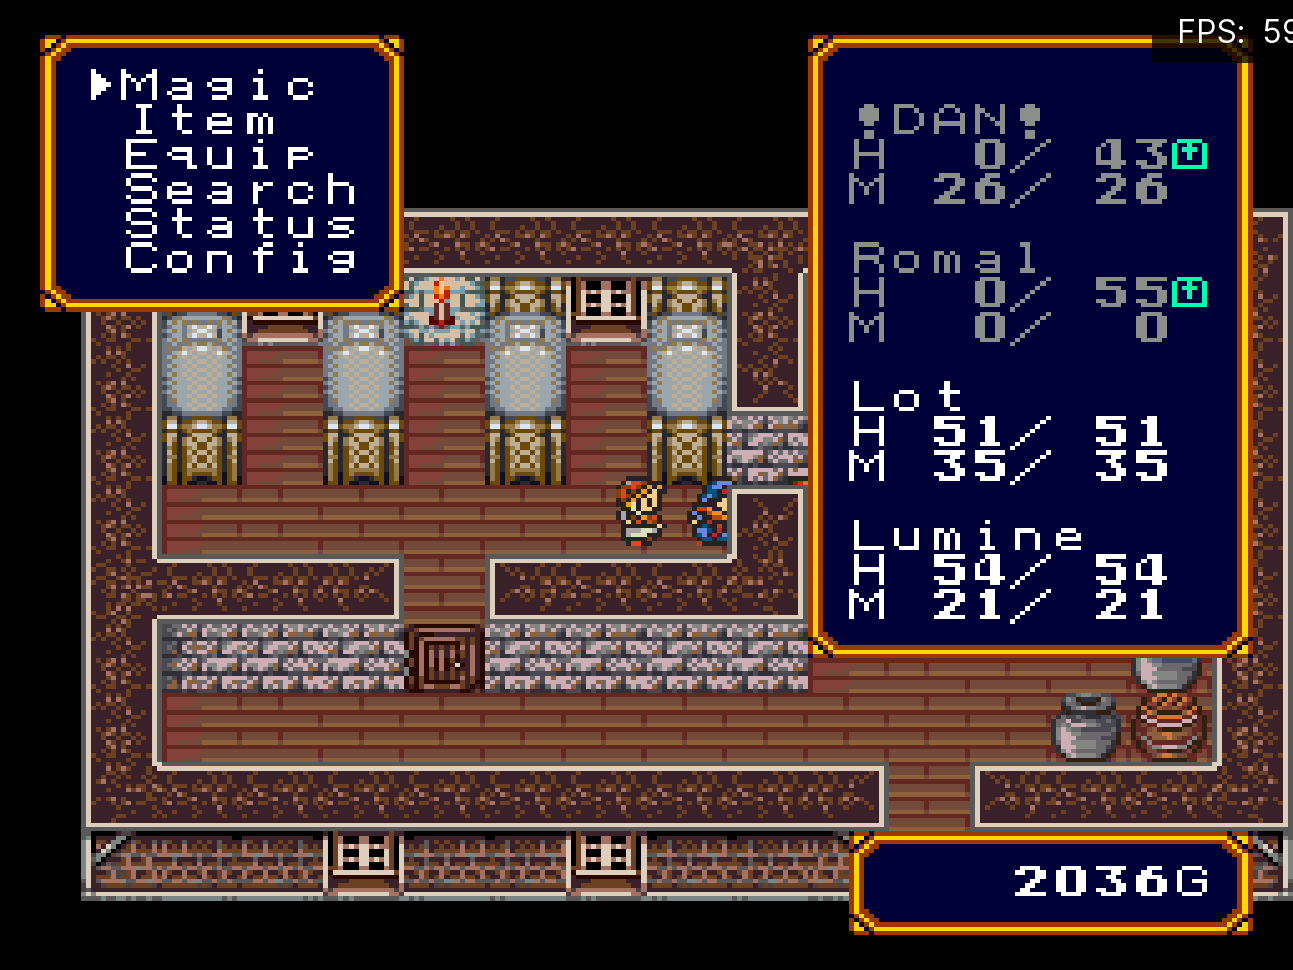 FPS: 59
Magic
Item
Equip
Search
Status
Config
!DAN!
H 0/ 43
M 26/ 26
Romal
H 0/ 55
M 0/ 0
Lot
H 51/ 51
M 35/ 35
Lumine
H 54/ 54
M 21/ 21
2036G